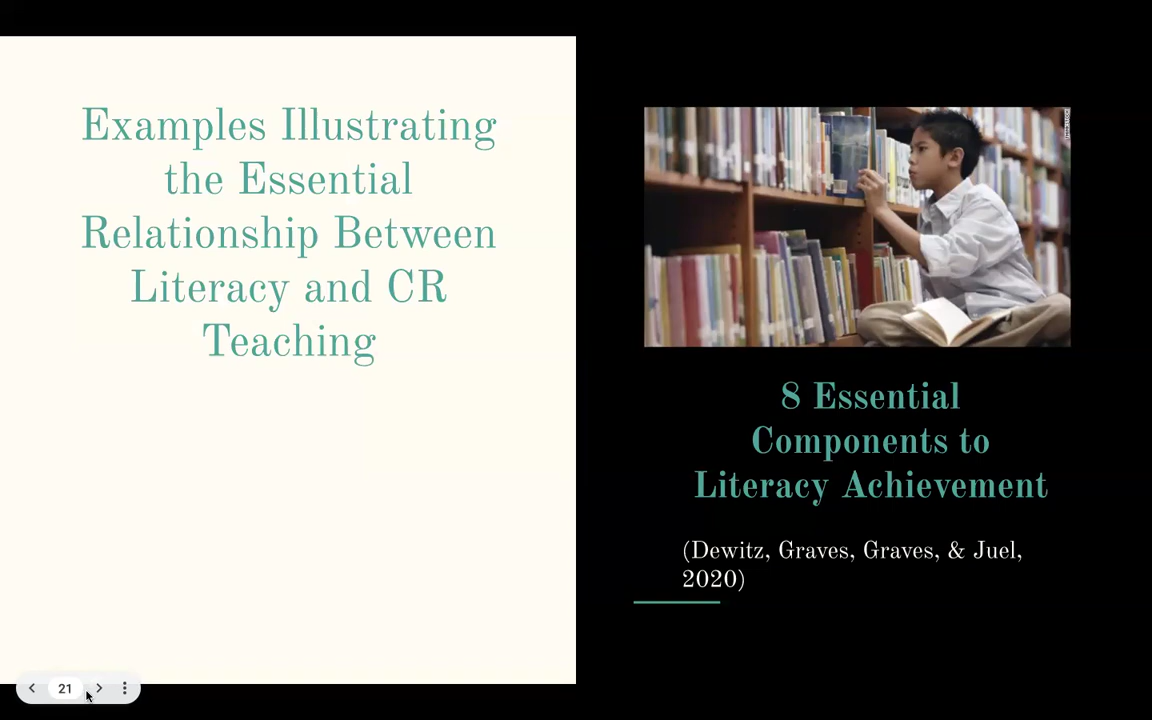 Examples Illustrating
the Essential
Relationship Between
Literacy and CR
Teaching
8 Essential
Components to
Literacy Achievement
(Dewitz, Graves, Graves, & Juel,
2020)
21